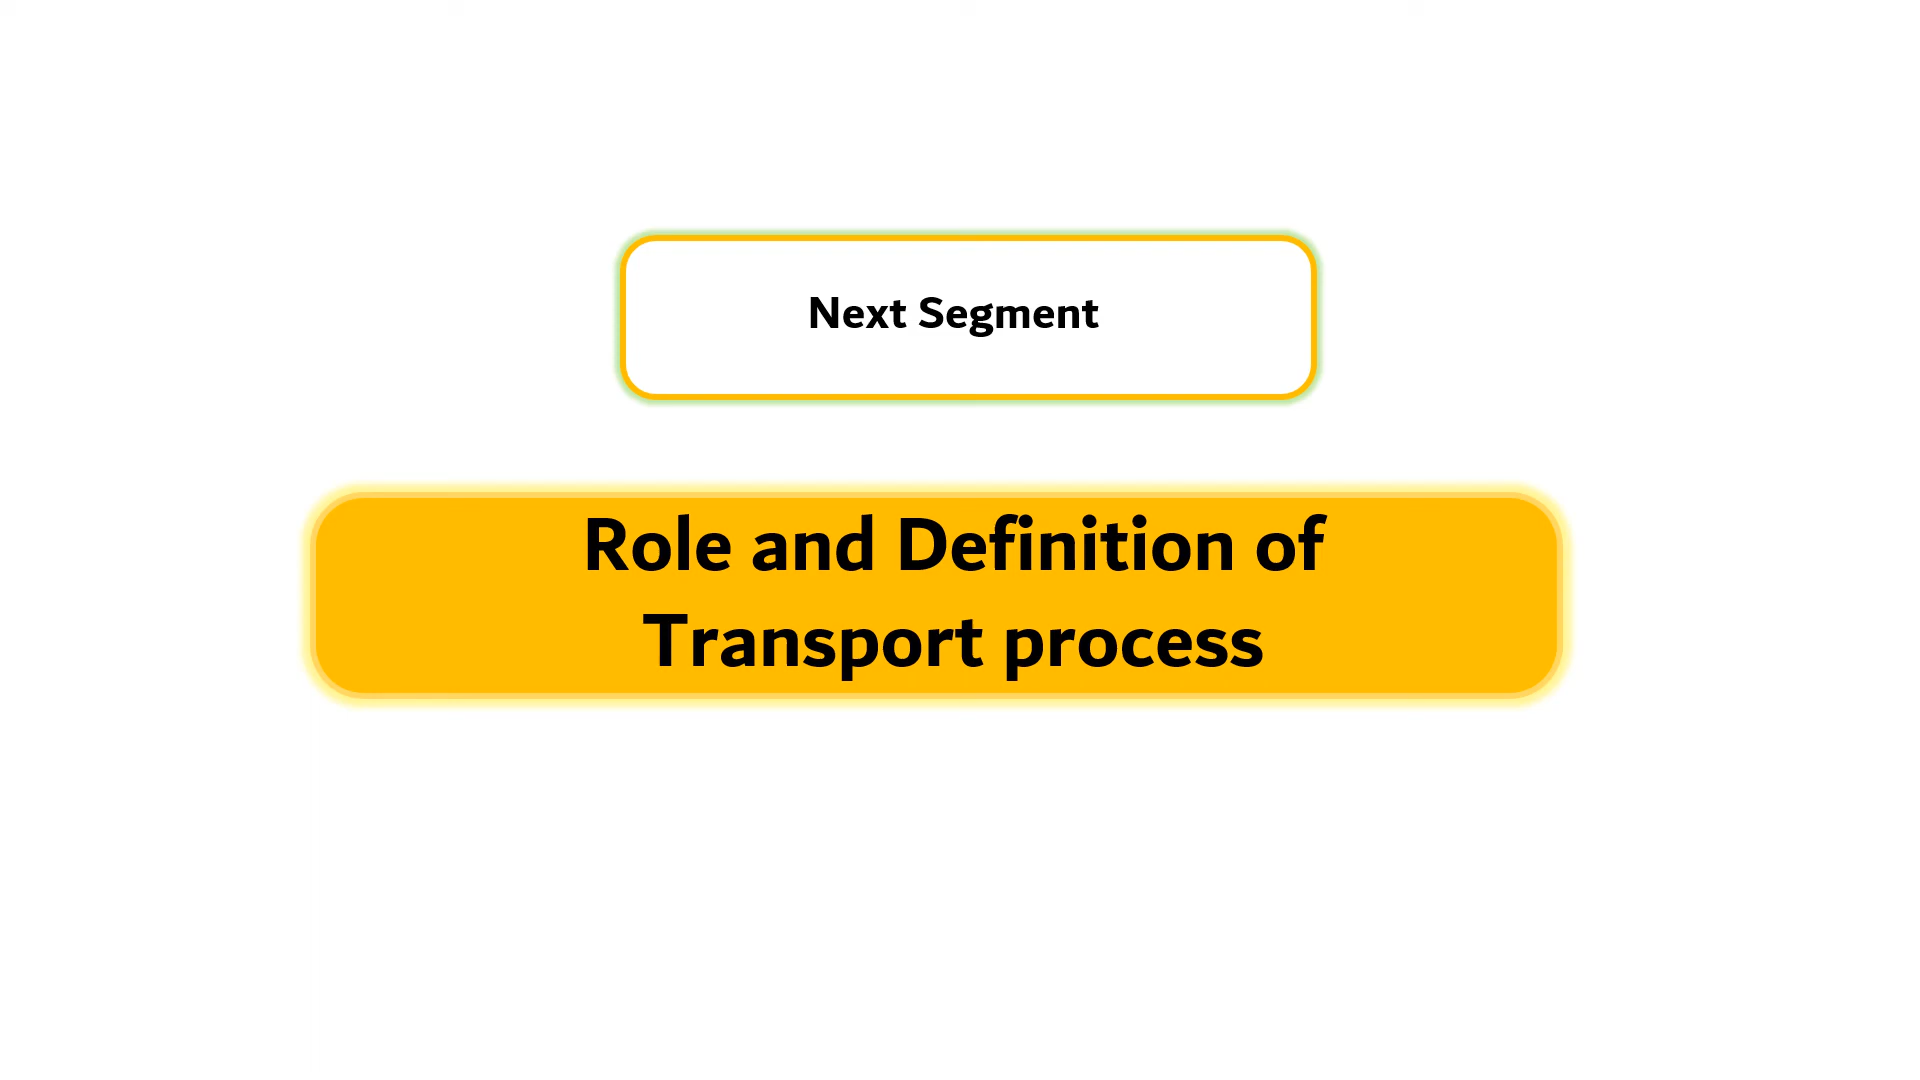 Next Segment
Role and Definition of
Transport process